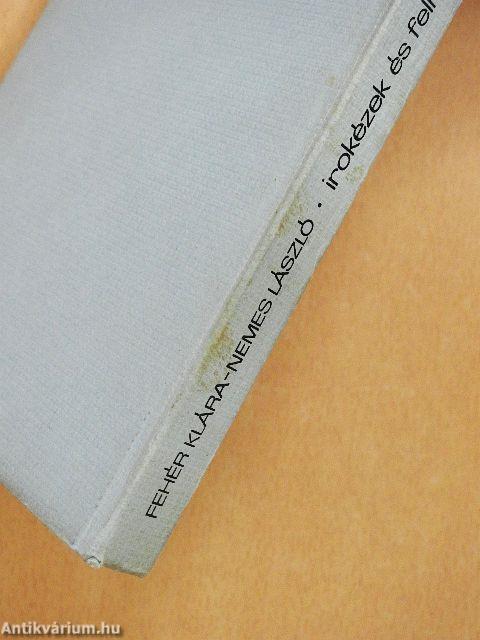 FEHÉR KLÁRA–NEMES LÁSZLÓ • irokézek és fel
Antikvárium.hu